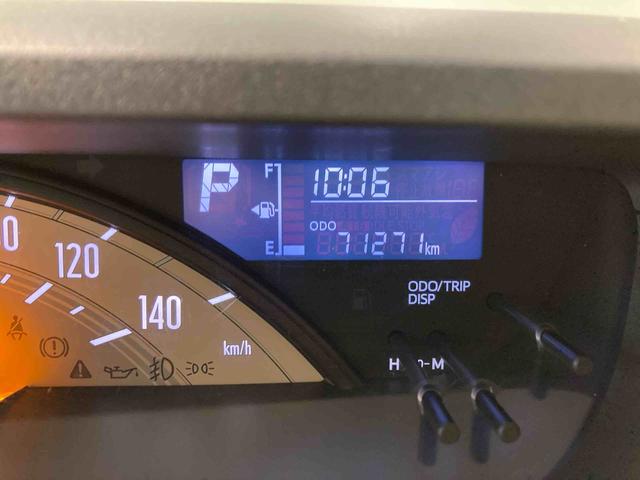 P
F
10:06
E
ODO 71271 km
120
140
km/h
ODO/TRIP
DISP
H
M